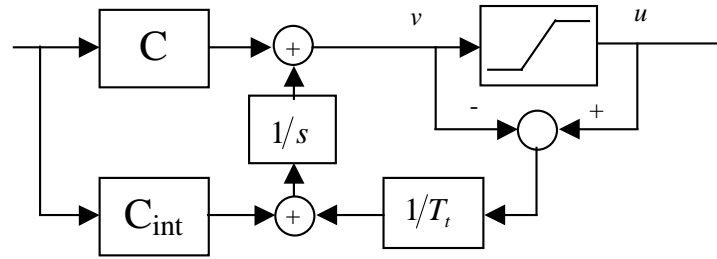 v
u
C
+
1/s
-
+
C_int
+
1/T_t